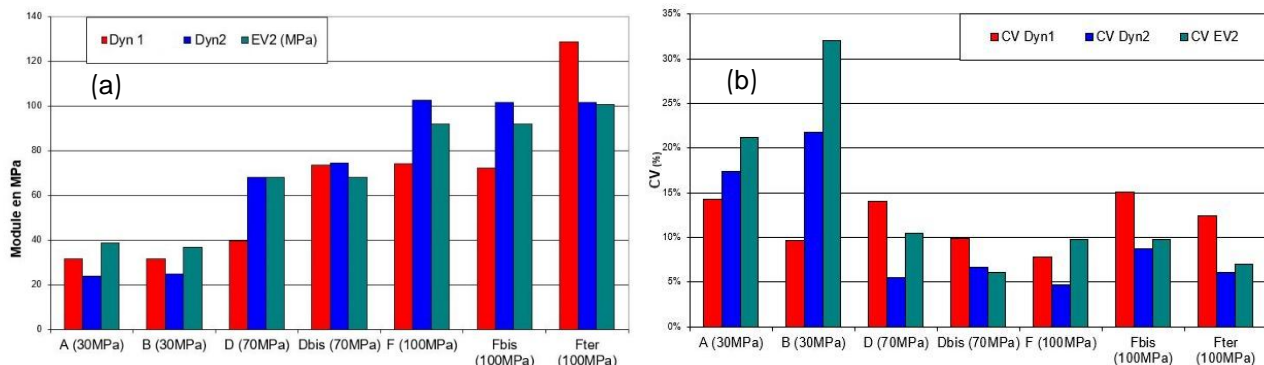 140
120
100
80
60
40
20
0
Module en MPa
Dyn 1
Dyn2
EV2 (MPa)
(a)
A (30MPa)
B (30MPa)
D (70MPa)
Dbis (70MPa)
F (100MPa)
Fbis
(100MPa)
Fter
(100MPa)
35%
30%
25%
20%
15%
10%
5%
0%
CV (%)
CV Dyn1
CV Dyn2
CV EV2
(b)
A (30MPa)
B (30MPa)
D (70MPa)
Dbis (70MPa)
F (100MPa)
Fbis
(100MPa)
Fter
(100MPa)